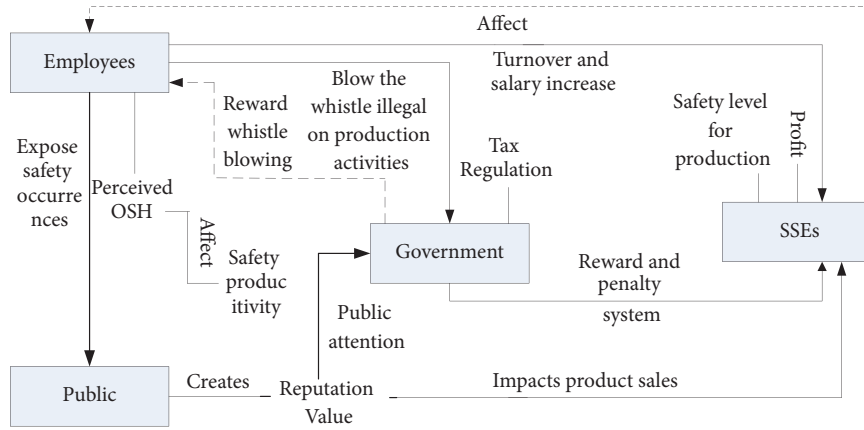 Affect
Employees
Turnover and
salary increase
Blow the
whistle illegal
on production
activities
Reward
whistle
blowing
Safety level
for
production
Profit
Expose
safety
occurre
nces
Tax
Regulation
Perceived
OSH
Affect
Safety
produc
itivity
Government
SSEs
Reward and
penalty
system
Public
attention
Public
Creates
Reputation
Value
Impacts product sales